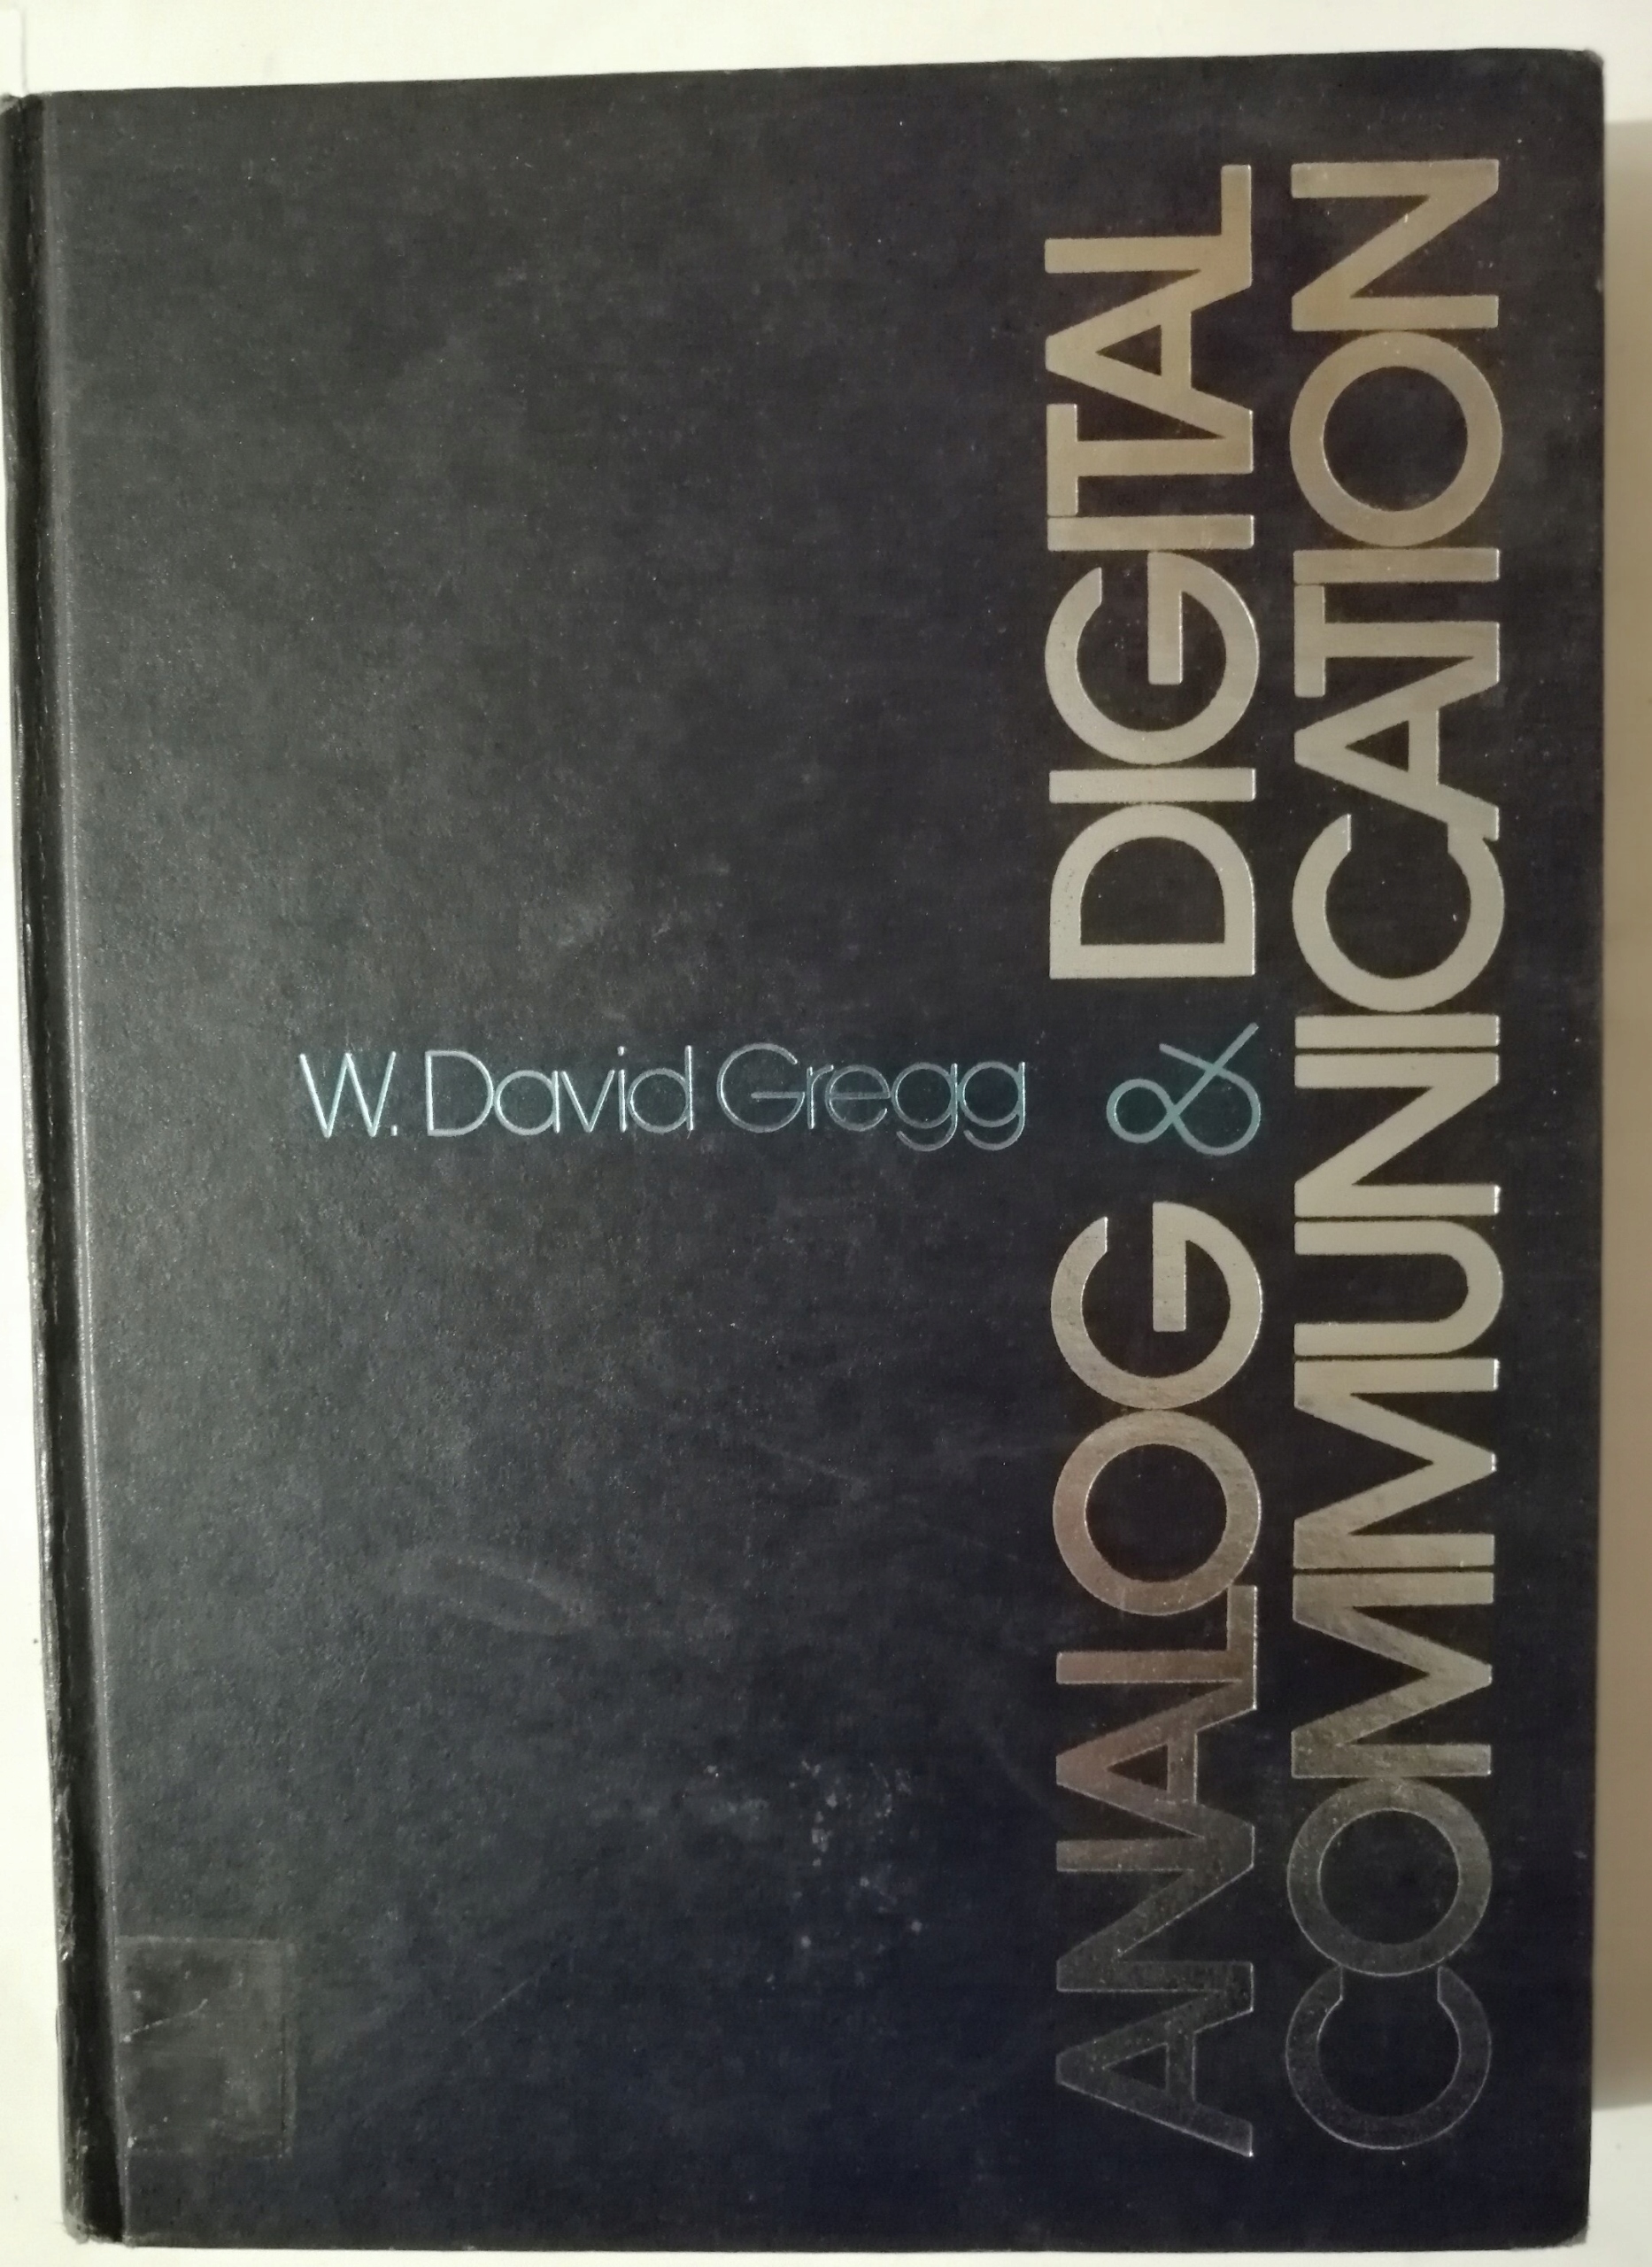 W. David Gregg
ANALOG & DIGITAL
COMMUNICATION